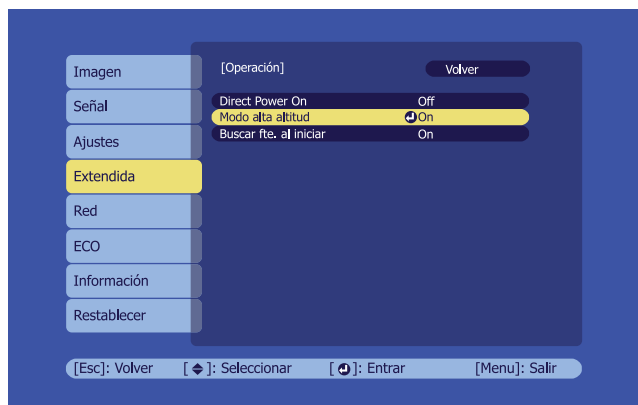 Imagen
Señal
Ajustes
Extendida
Red
ECO
Información
Restablecer
[Operación] Volver
Direct Power On Off
Modo alta altitud On
Buscar fte. al iniciar On
[Esc]: Volver [ ]: Seleccionar [ ]: Entrar [Menu]: Salir